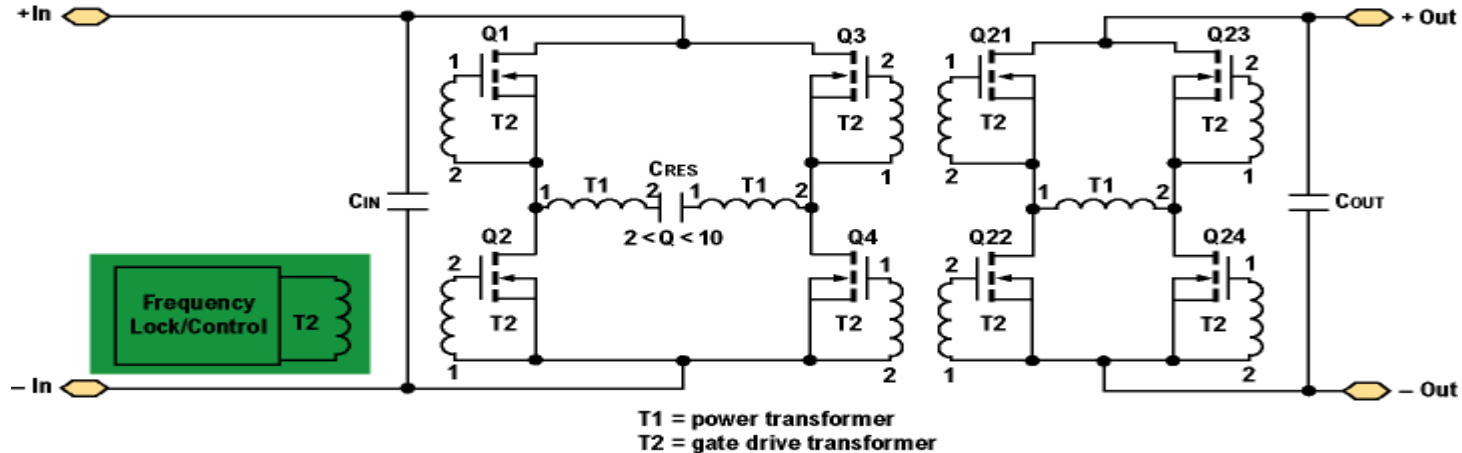 +In
+ Out
Q1
Q3
Q21
Q23
1
2
1
2
T2
T2
T2
T2
2
1
2
1
CRES
1
T1
2
1
T1
2
1
T1
2
CIN
COUT
2 < Q < 10
Q2
Q4
Q22
Q24
2
1
2
1
Frequency
Lock/Control
T2
T2
T2
T2
T2
1
2
1
2
– In
– Out
T1 = power transformer
T2 = gate drive transformer